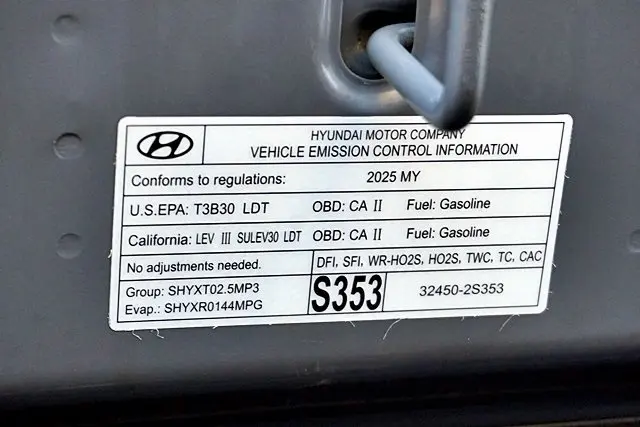 HYUNDAI MOTOR COMPANY
VEHICLE EMISSION CONTROL INFORMATION
Conforms to regulations: 2025 MY
U.S.EPA: T3B30 LDT OBD: CA II Fuel: Gasoline
California: LEV III SULEV30 LDT OBD: CA II Fuel: Gasoline
No adjustments needed. DFI, SFI, WR-HO2S, HO2S, TWC, TC, CAC
Group: SHYXT02.5MP3
Evap.: SHYXR0144MPG
S353
32450-2S353